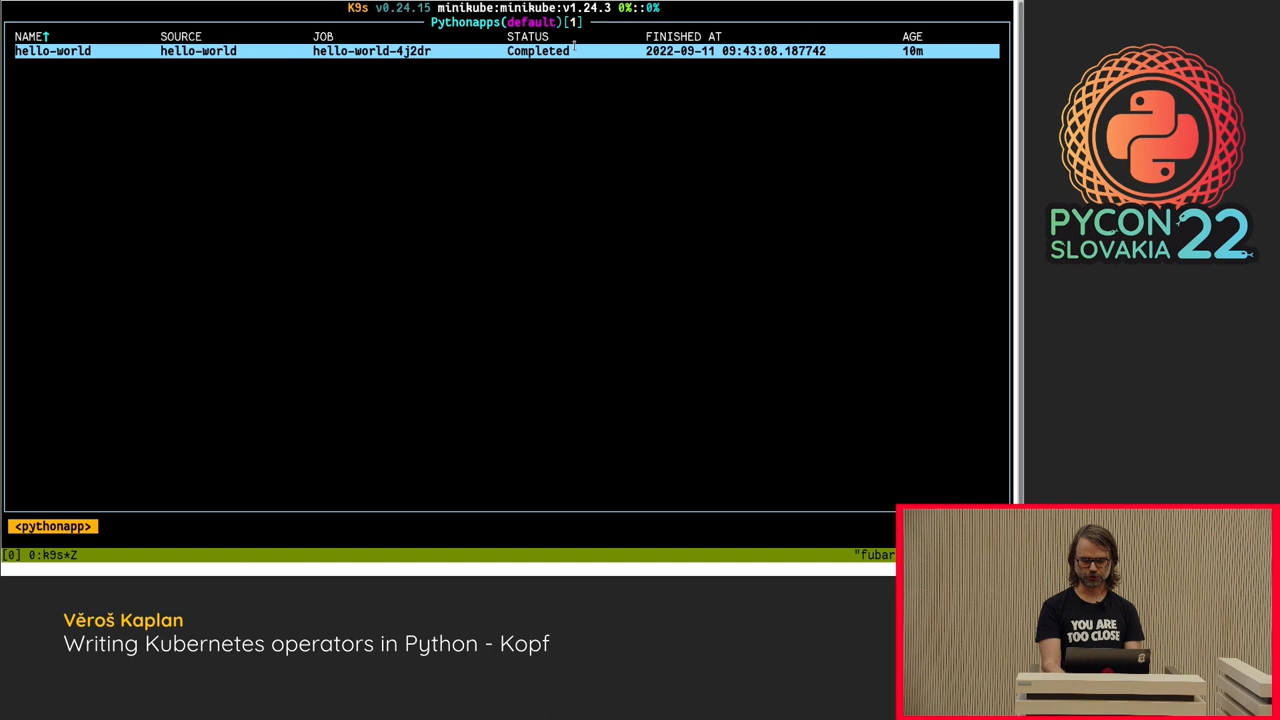 K9s v0.24.15 minikube:minikube:v1.24.3 0%::0%
Pythonapps(default)[1]
NAME↑ SOURCE JOB STATUS FINISHED AT AGE
hello-world hello-world hello-world-4j2dr Completed 2022-09-11 09:43:08.187742 10m
<pythonapp>
[0] 0:k9s*Z "fubar
PYCON
SLOVAKIA 22
YOU ARE
TOO CLOSE
Věroš Kaplan
Writing Kubernetes operators in Python - Kopf